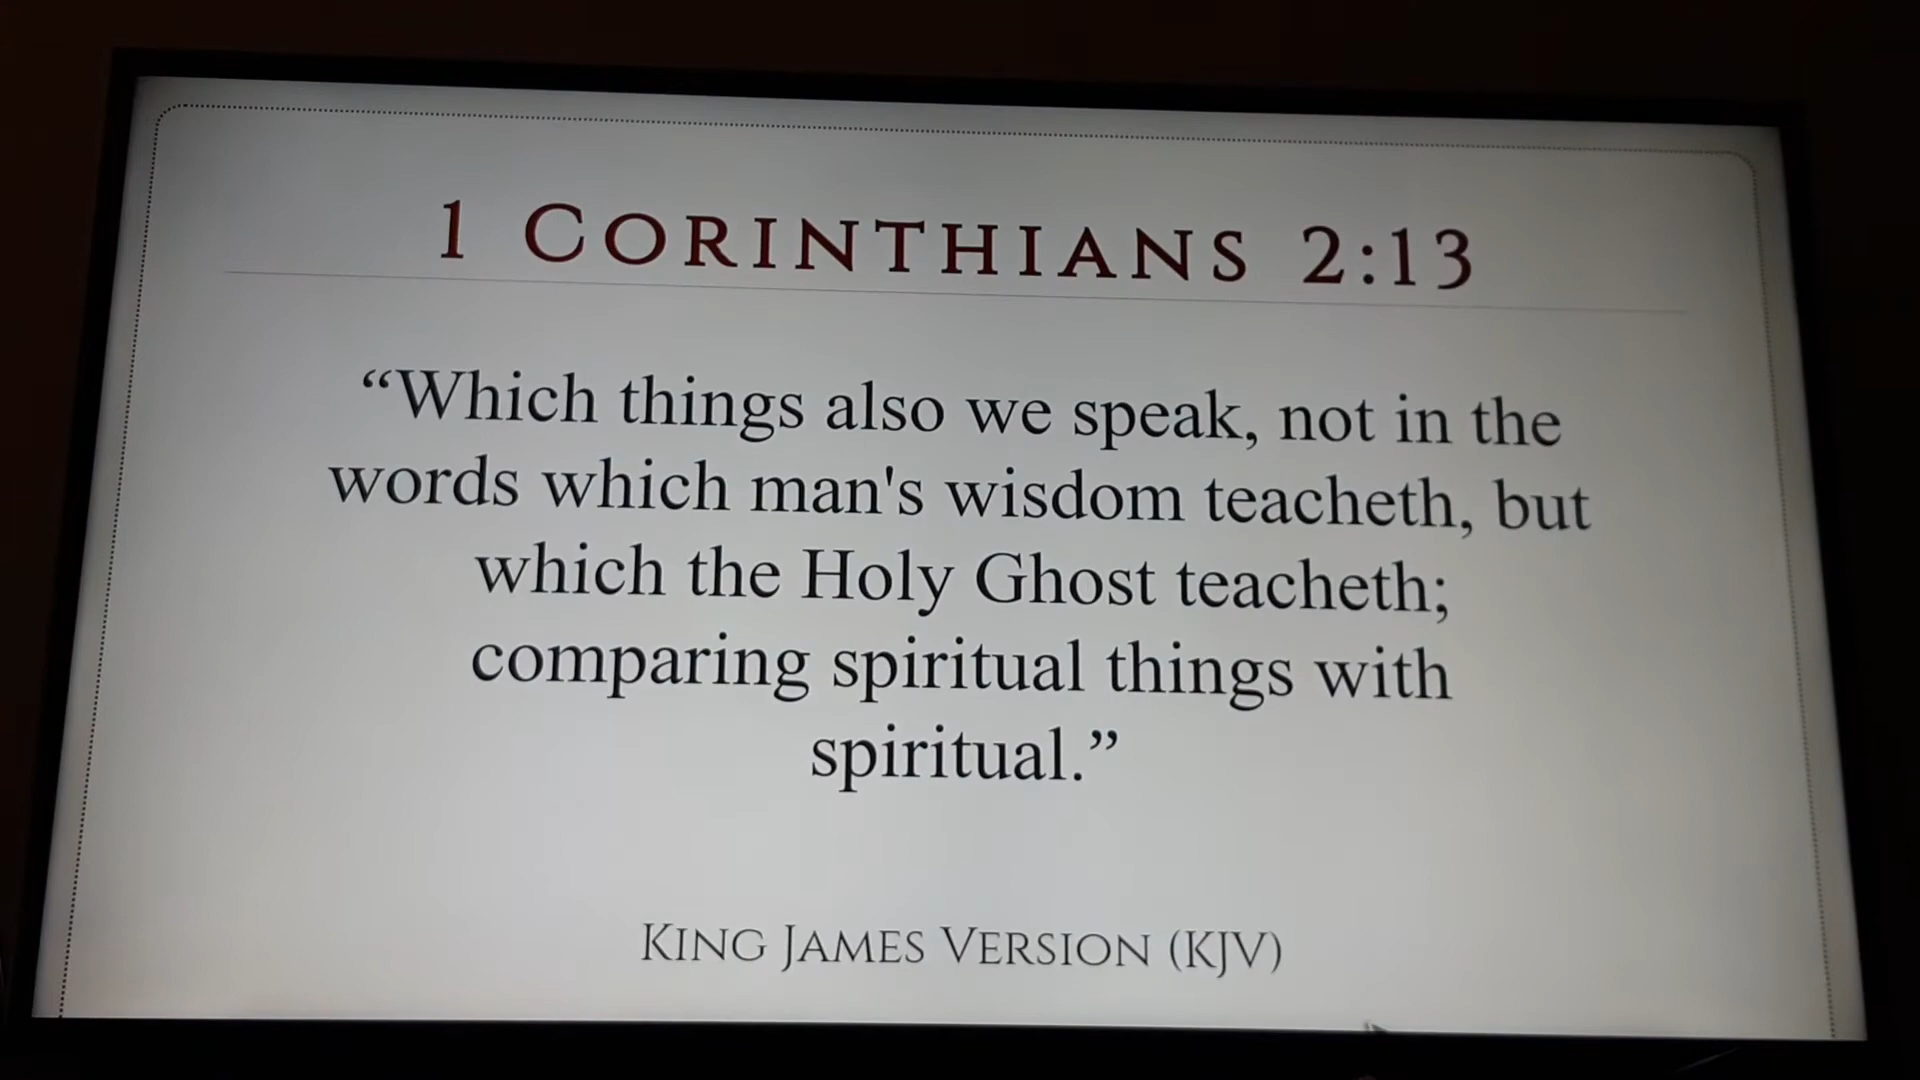 1 CORINTHIANS 2:13
“Which things also we speak, not in the
words which man's wisdom teacheth, but
which the Holy Ghost teacheth;
comparing spiritual things with
spiritual.”
KING JAMES VERSION (KJV)